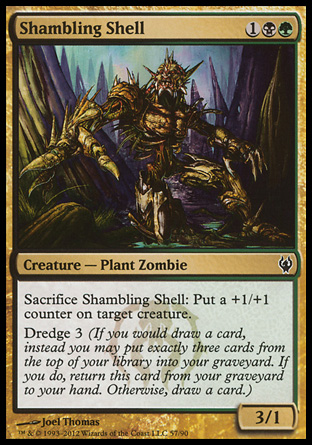 Shambling Shell 1
Creature — Plant Zombie
Sacrifice Shambling Shell: Put a +1/+1
counter on target creature.
Dredge 3 (If you would draw a card,
instead you may put exactly three cards from
the top of your library into your graveyard. If
you do, return this card from your graveyard
to your hand. Otherwise, draw a card.)
3/1
Joel Thomas
™ & © 1993–2012 Wizards of the Coast LLC 57/90